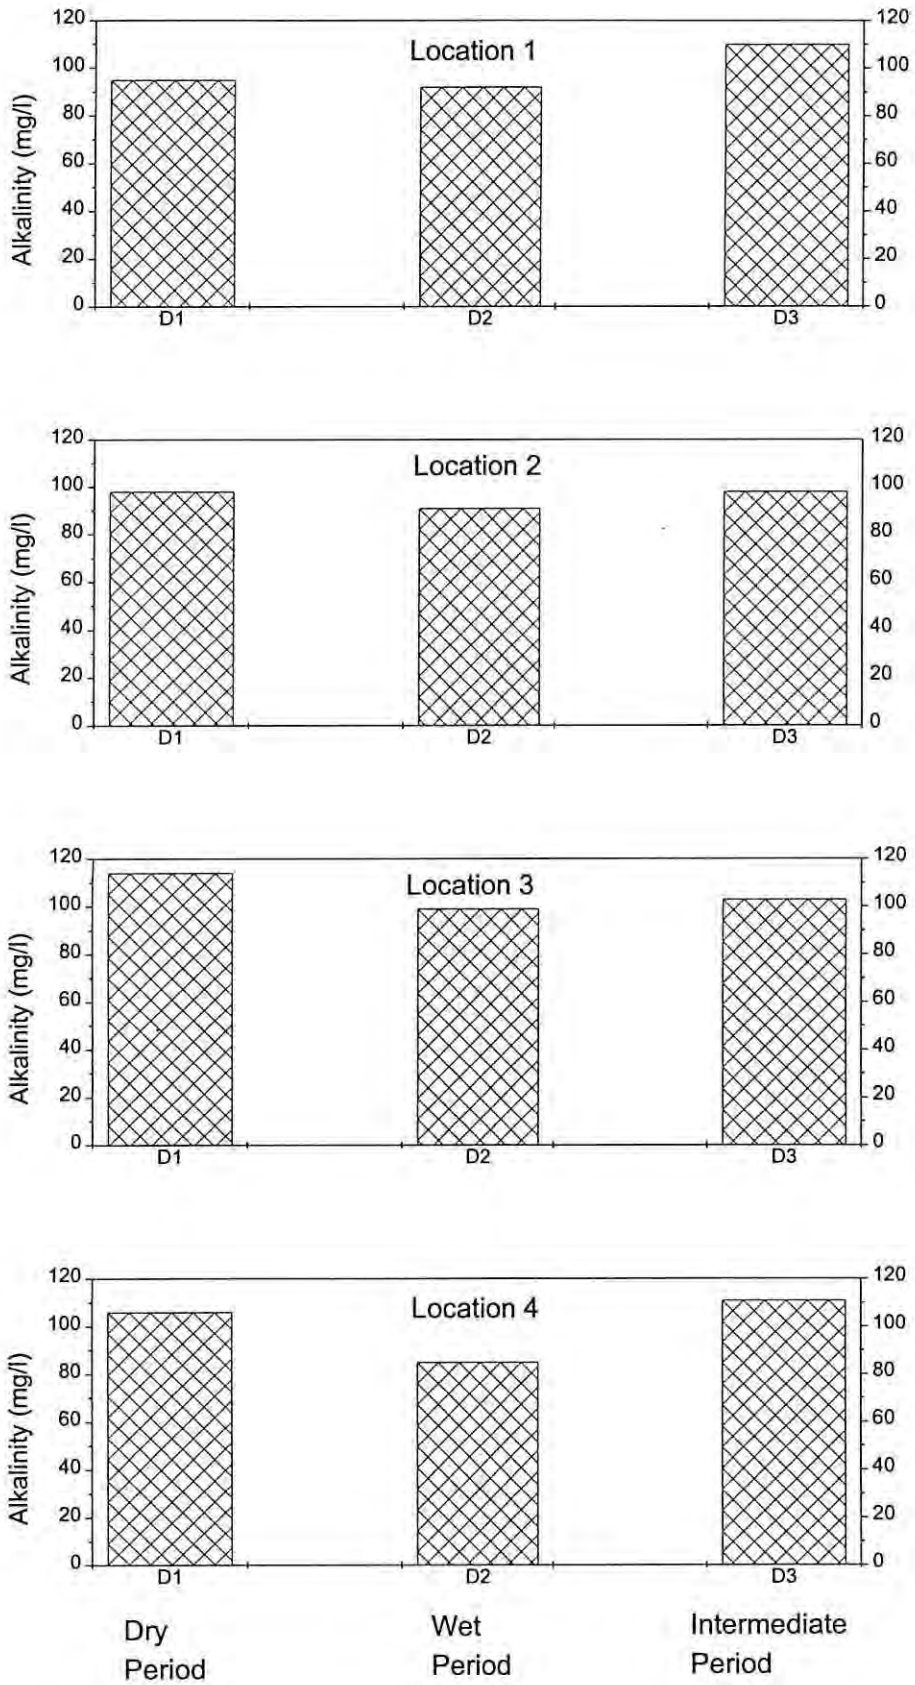 Location 1
Alkalinity (mg/l)
120 120
100 100
80 80
60 60
40 40
20 20
0 0
D1 D2 D3
Location 2
Alkalinity (mg/l)
120 120
100 100
80 80
60 60
40 40
20 20
0 0
D1 D2 D3
Location 3
Alkalinity (mg/l)
120 120
100 100
80 80
60 60
40 40
20 20
0 0
D1 D2 D3
Location 4
Alkalinity (mg/l)
120 120
100 100
80 80
60 60
40 40
20 20
0 0
D1 D2 D3
Dry Period
Wet Period
Intermediate Period